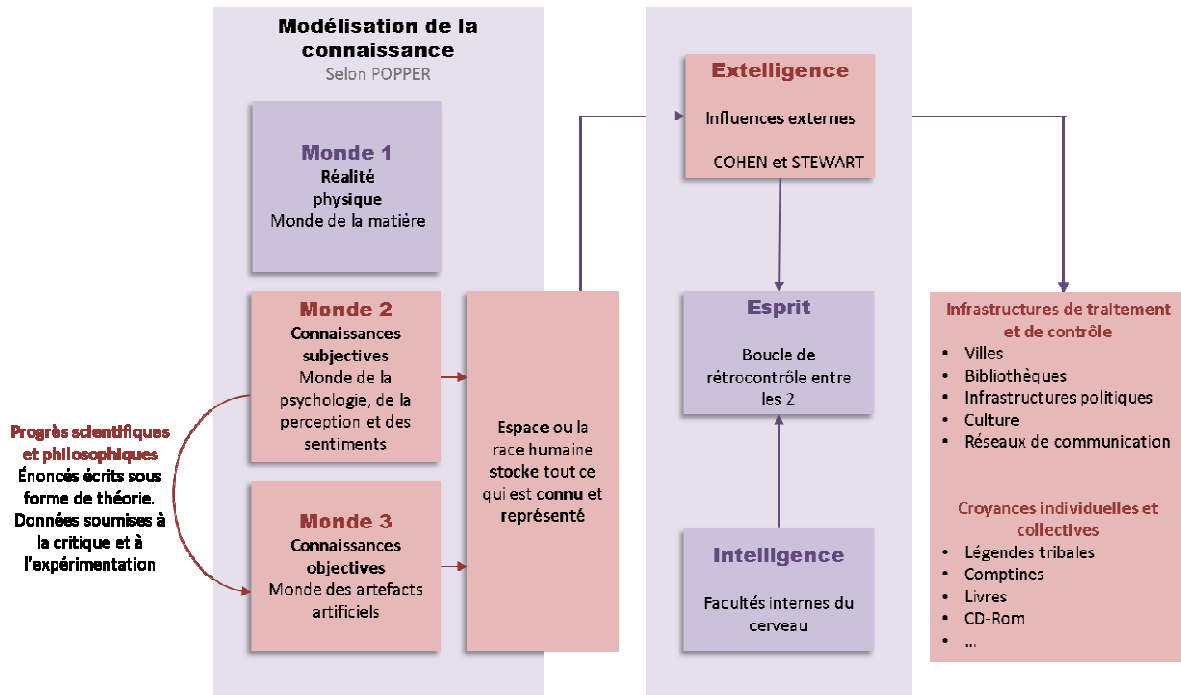 Modélisation de la
connaissance
Selon POPPER
Monde 1
Réalité
physique
Monde de la matière
Monde 2
Connaissances
subjectives
Monde de la
psychologie, de la
perception et des
sentiments
Progrès scientifiques
et philosophiques
Énoncés écrits sous
forme de théorie.
Données soumises à
la critique et à
l'expérimentation
Monde 3
Connaissances
objectives
Monde des artefacts
artificiels
Espace ou la
race humaine
stocke tout ce
qui est connu et
représenté
Extelligence
Influences externes
COHEN et STEWART
Esprit
Boucle de
rétrocontrôle entre
les 2
Intelligence
Facultés internes du
cerveau
Infrastructures de traitement
et de contrôle
• Villes
• Bibliothèques
• Infrastructures politiques
• Culture
• Réseaux de communication
Croyances individuelles et
collectives
• Légendes tribales
• Comptines
• Livres
• CD-Rom
• ...